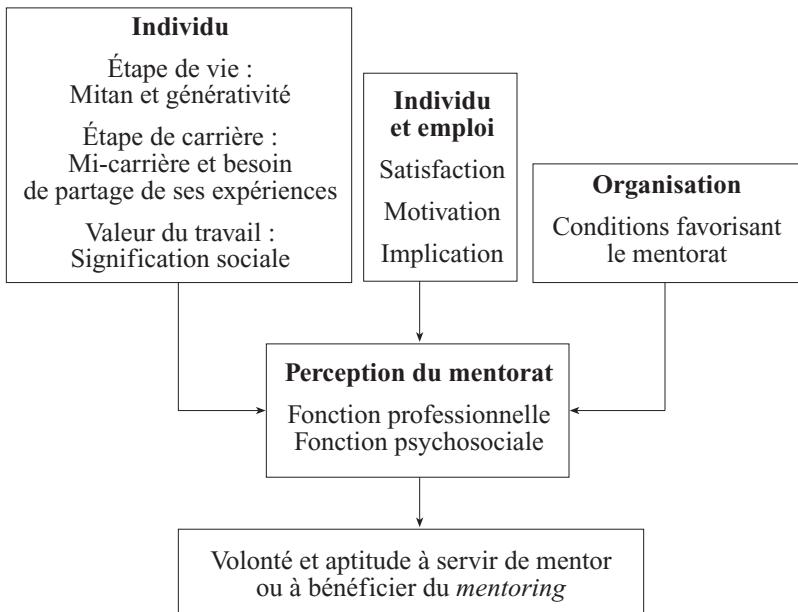 Individu
Étape de vie :
Mitan et générativité
Étape de carrière :
Mi-carrière et besoin
de partage de ses expériences
Valeur du travail :
Signification sociale
Individu
et emploi
Satisfaction
Motivation
Implication
Organisation
Conditions favorisant
le mentorat
Perception du mentorat
Fonction professionnelle
Fonction psychosociale
Volonté et aptitude à servir de mentor
ou à bénéficier du mentoring